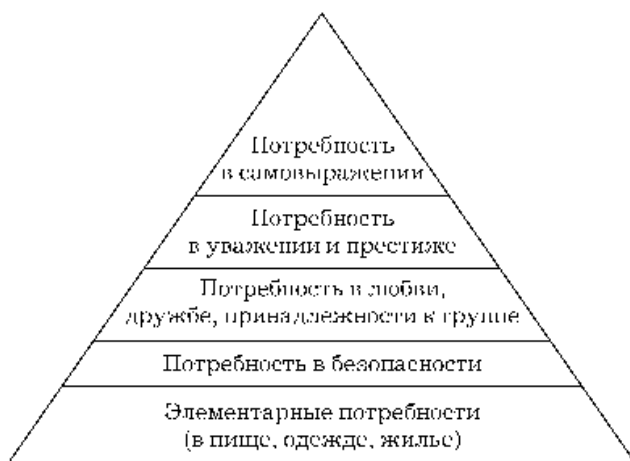 Потребность
в самовыражении
Потребность
в уважении и престиже
Потребность в любви,
дружбе, принадлежности к группе
Потребность в безопасности
Элементарные потребности
(в пище, одежде, жилье)